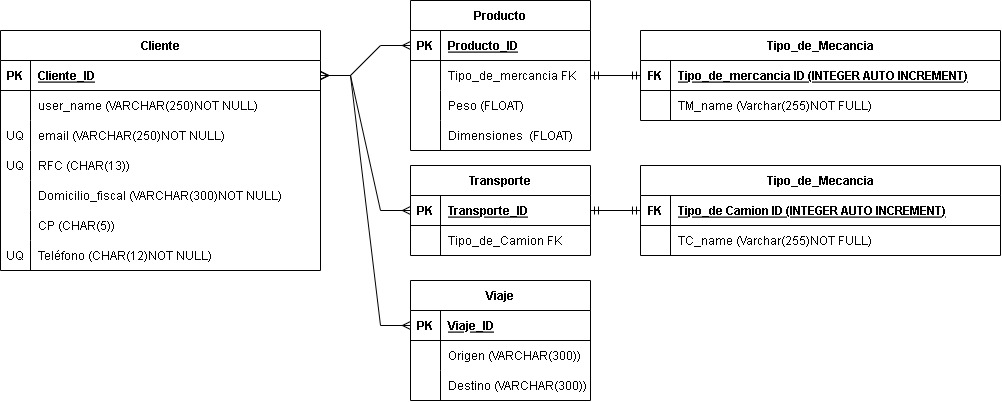 Cliente
PK Cliente_ID
user_name (VARCHAR(250)NOT NULL)
UQ email (VARCHAR(250)NOT NULL)
UQ RFC (CHAR(13))
Domicilio_fiscal (VARCHAR(300)NOT NULL)
CP (CHAR(5))
UQ Teléfono (CHAR(12)NOT NULL)
Producto
PK Producto_ID
Tipo_de_mercancia FK
Peso (FLOAT)
Dimensiones (FLOAT)
Tipo_de_Mecancia
FK Tipo_de_mercancia ID (INTEGER AUTO INCREMENT)
TM_name (Varchar(255)NOT FULL)
Transporte
PK Transporte_ID
Tipo_de_Camion FK
Tipo_de_Mecancia
FK Tipo_de Camion ID (INTEGER AUTO INCREMENT)
TC_name (Varchar(255)NOT FULL)
Viaje
PK Viaje_ID
Origen (VARCHAR(300))
Destino (VARCHAR(300))